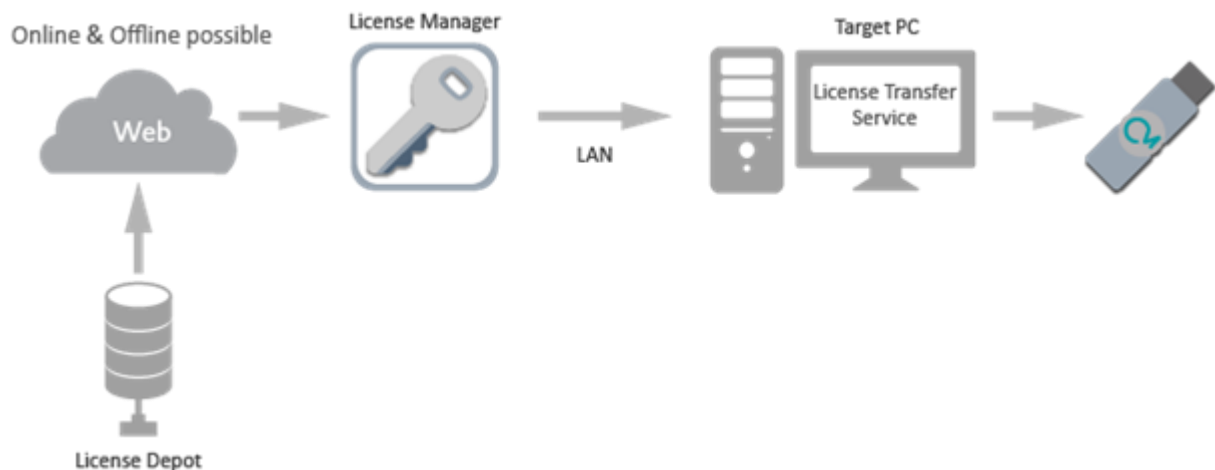 License Manager
Target PC
Online & Offline possible
Web
License Transfer
Service
LAN
License Depot